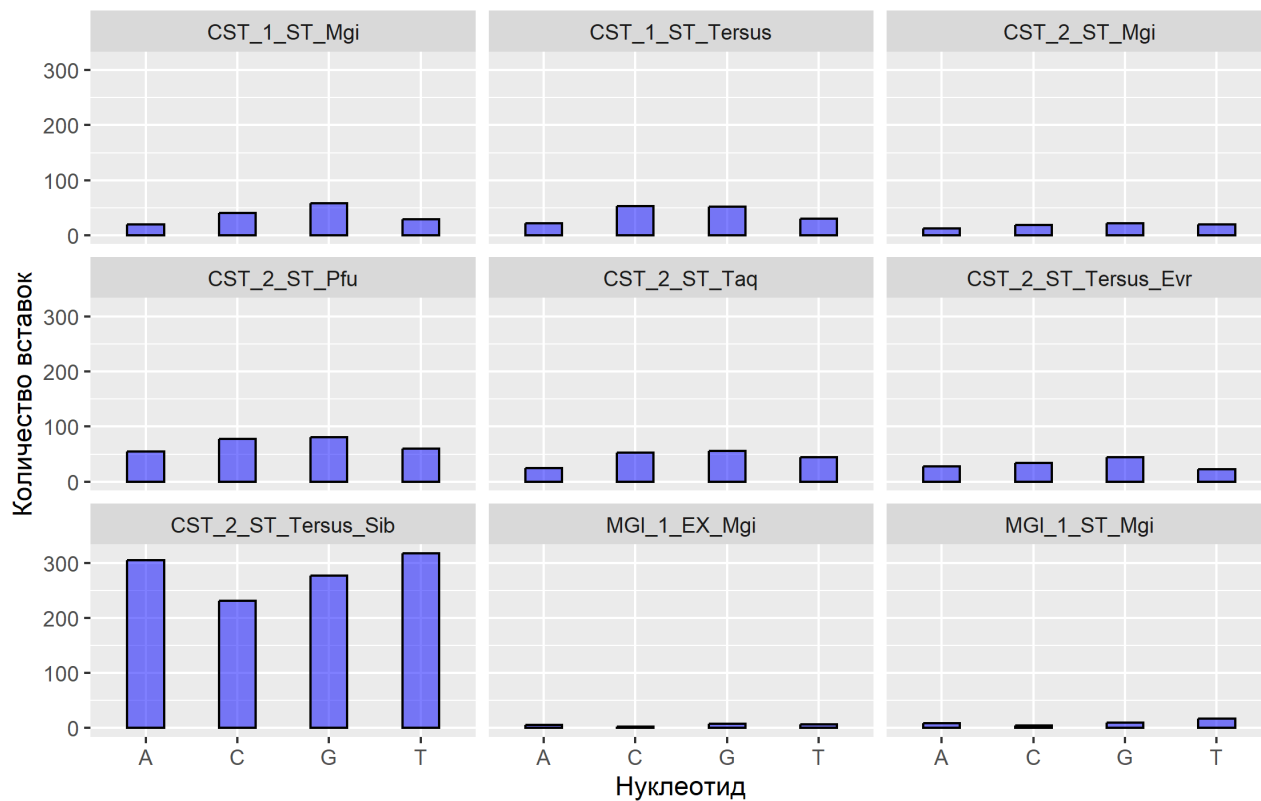 CST_1_ST_Mgi
CST_1_ST_Tersus
CST_2_ST_Mgi
300
200
100
0
CST_2_ST_Pfu
CST_2_ST_Taq
CST_2_ST_Tersus_Evr
300
200
100
0
Количество вставок
CST_2_ST_Tersus_Sib
MGI_1_EX_Mgi
MGI_1_ST_Mgi
300
200
100
0
A C G T
A C G T
A C G T
Нуклеотид